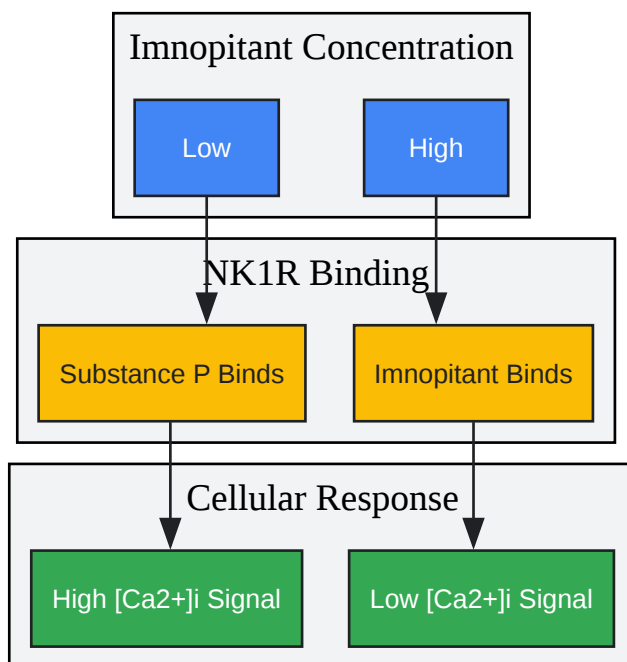 Imnopitant Concentration
Low
High
NK1R Binding
Substance P Binds
Imnopitant Binds
Cellular Response
High [Ca2+]i Signal
Low [Ca2+]i Signal